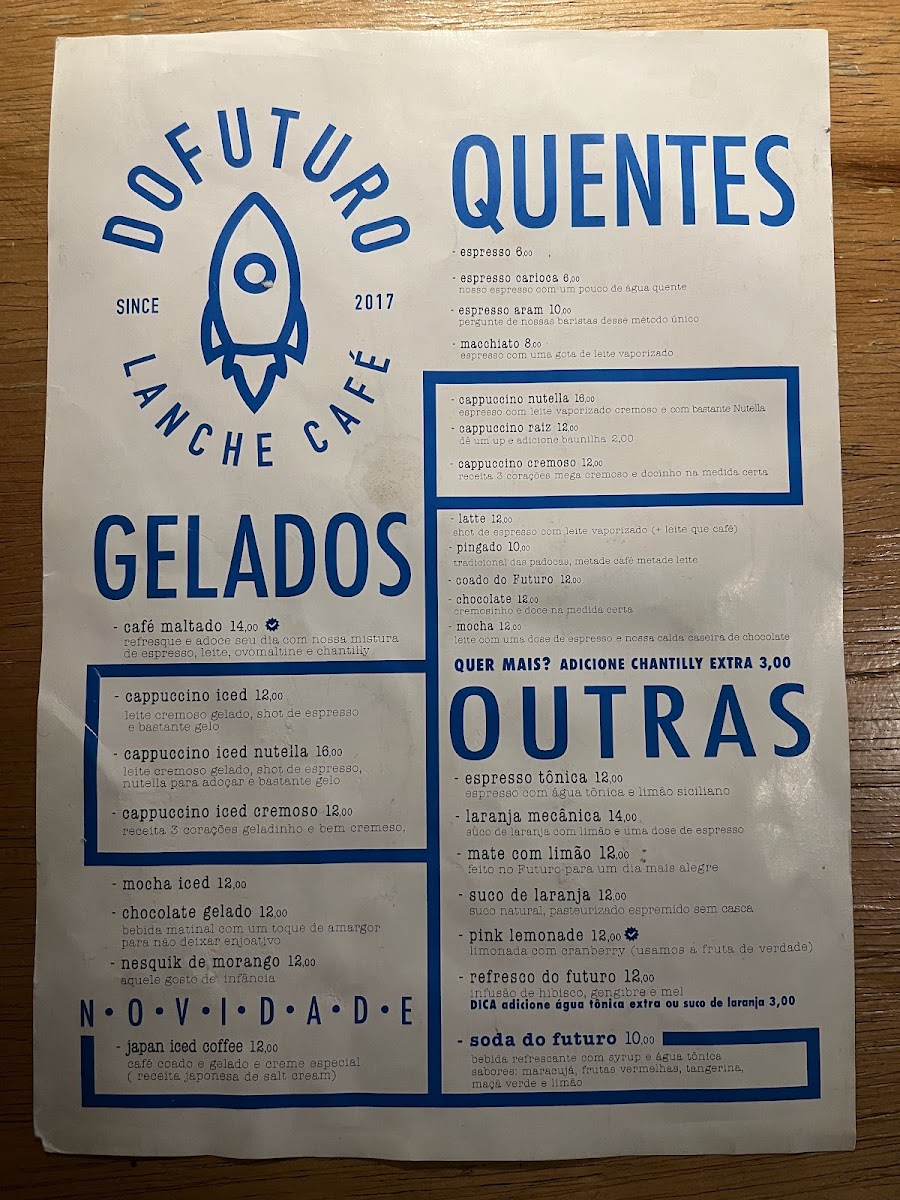 DOFUTURO
SINCE 2017
LANCHE CAFÉ
GELADOS
- café maltado 14,00
refresque e adoce seu dia com nossa mistura
de espresso, leite, ovomaltine e chantilly
- cappuccino iced 12,00
leite cremoso gelado, shot de espresso
e bastante gelo
- cappuccino iced nutella 16,00
leite cremoso gelado, shot de espresso,
nutella para adoçar e bastante gelo
- cappuccino iced cremoso 12,00
receita 3 corações geladinho e bem cremeso,
- mocha iced 12,00
- chocolate gelado 12,00
bebida matinal com um toque de amargor
para não deixar enjoativo
- nesquik de morango 12,00
aquele gosto de infância
N•O•V•I•D•A•D•E
- japan iced coffee 12,00
café coado e gelado e creme especial
( receita japonesa de salt cream)
QUENTES
- espresso 6,00
- espresso carioca 6,00
nosso espresso com um pouco de água quente
- espresso aram 10,00
pergunte de nossas baristas desse método único
- macchiato 8,00
espresso com uma gota de leite vaporizado
- cappuccino nutella 16,00
espresso com leite vaporizado cremoso e com bastante Nutella
- cappuccino raiz 12,00
dê um up e adicione baunilha 2,00
- cappuccino cremoso 12,00
receita 3 corações mega cremoso e docinho na medida certa
- latte 12,00
shot de espresso com leite vaporizado (+ leite que café)
- pingado 10,00
tradicional das padocas, metade café metade leite
- coado do Futuro 12,00
- chocolate 12,00
cremosinho e doce na medida certa
- mocha 12,00
leite com uma dose de espresso e nossa calda caseira de chocolate
QUER MAIS? ADICIONE CHANTILLY EXTRA 3,00
OUTRAS
- espresso tônica 12,00
espresso com água tônica e limão siciliano
- laranja mecânica 14,00
suco de laranja com limão e uma dose de espresso
- mate com limão 12,00
feito no Futuro para um dia mais alegre
- suco de laranja 12,00
suco natural, pasteurizado espremido sem casca
- pink lemonade 12,00
limonada com cranberry (usamos a fruta de verdade)
- refresco do futuro 12,00
infusão de hibisco, gengibre e mel
DICA adicione água tônica extra ou suco de laranja 3,00
- soda do futuro 10,00
bebida refrescante com syrup e água tônica
sabores: maracujá, frutas vermelhas, tangerina,
maçã verde e limão